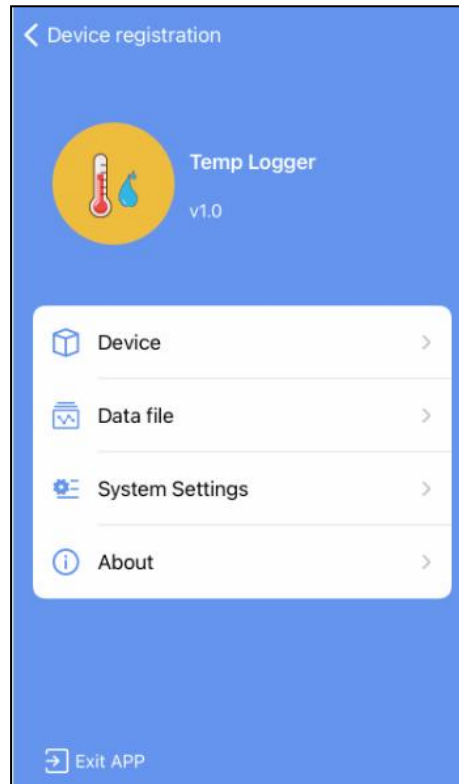 Device registration
Temp Logger
v1.0
Device
Data file
System Settings
About
Exit APP